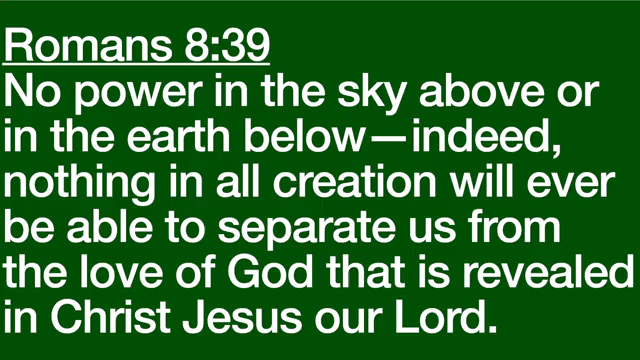 Romans 8:39
No power in the sky above or
in the earth below—indeed,
nothing in all creation will ever
be able to separate us from
the love of God that is revealed
in Christ Jesus our Lord.